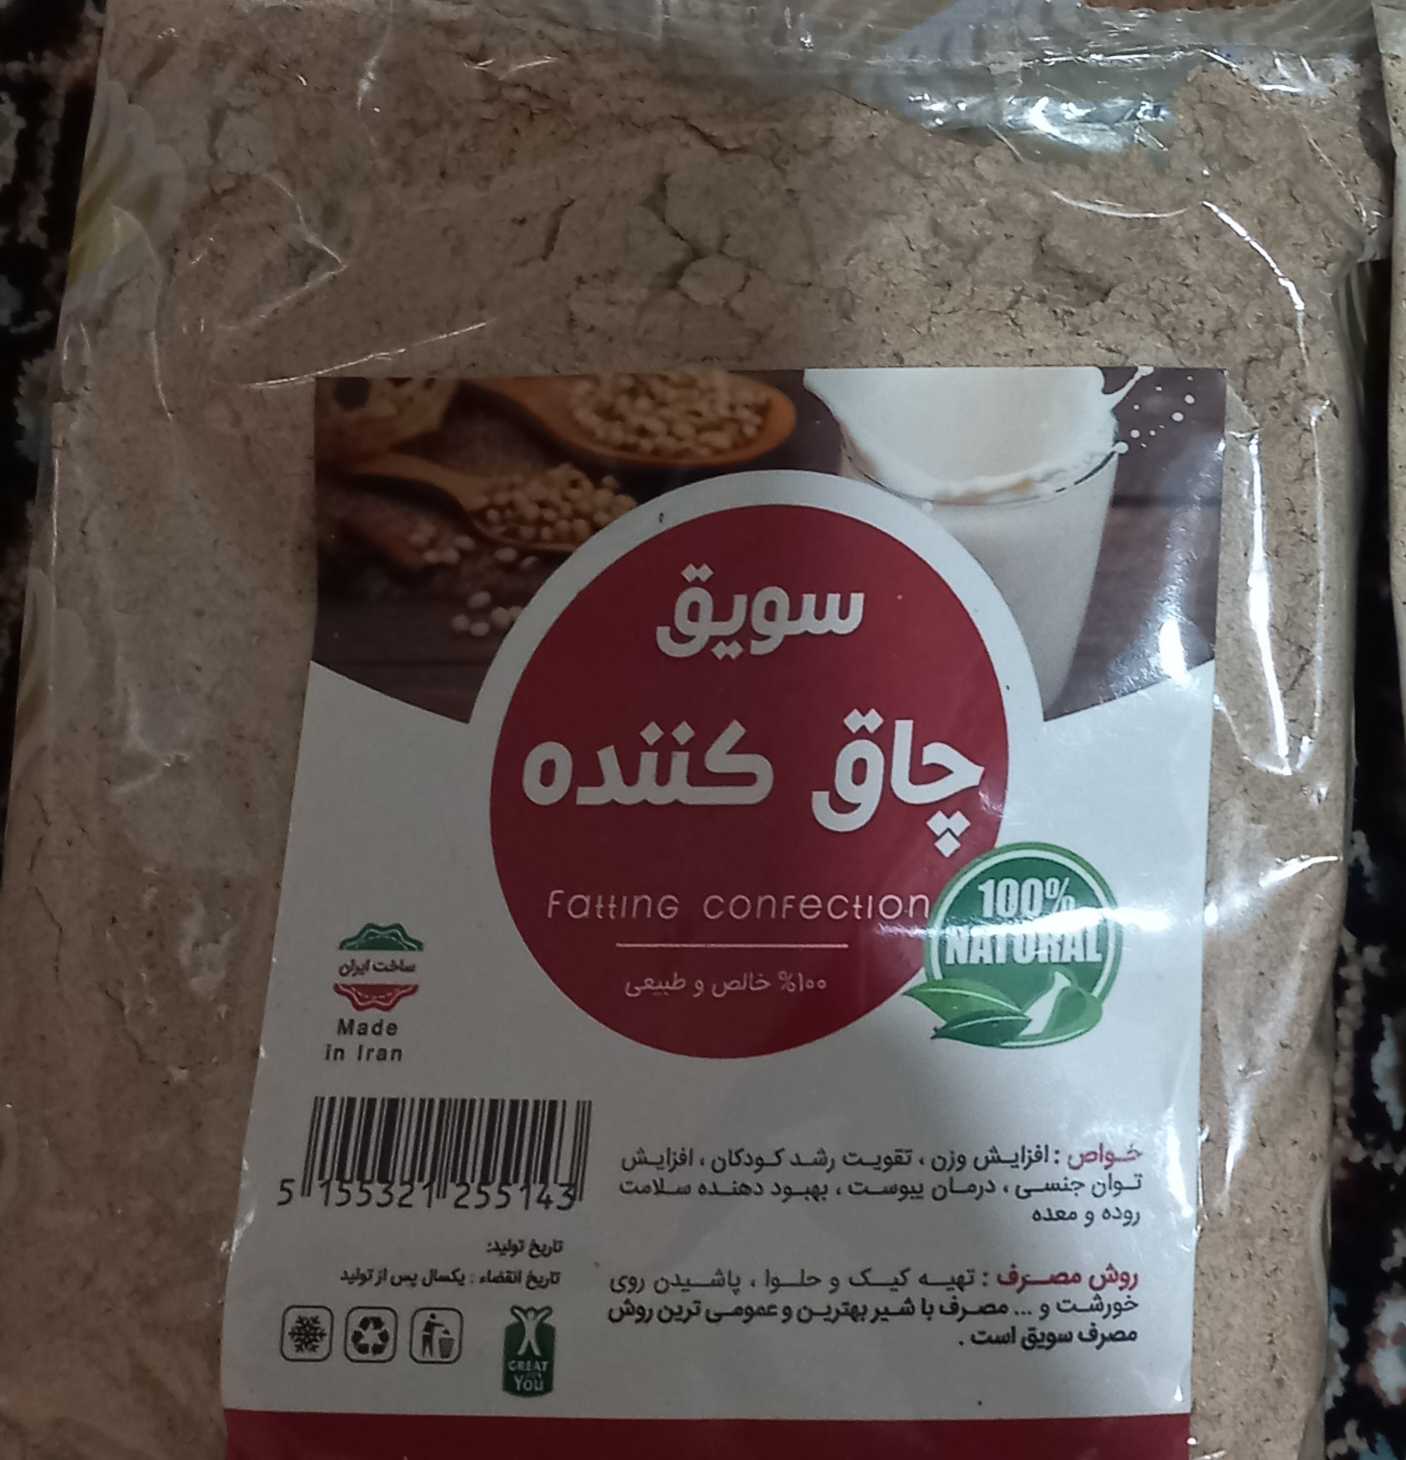 سویق
چاق کننده
Fatting confection
%۱۰۰ خالص و طبیعی
100%
NATURAL
ساخت ایران
Made
in Iran
5 155321 255143
تاریخ تولید:
تاریخ انقضاء : یکسال پس از تولید
GREAT
You
خواص : افزایش وزن ، تقویت رشد کودکان ، افزایش
توان جنسی ، درمان یبوست ، بهبود دهنده سلامت
روده و معده
روش مصرف : تهیه کیک و حلوا ، پاشیدن روی
خورشت و ... مصرف با شیر بهترین و عمومی ترین روش
مصرف سویق است .